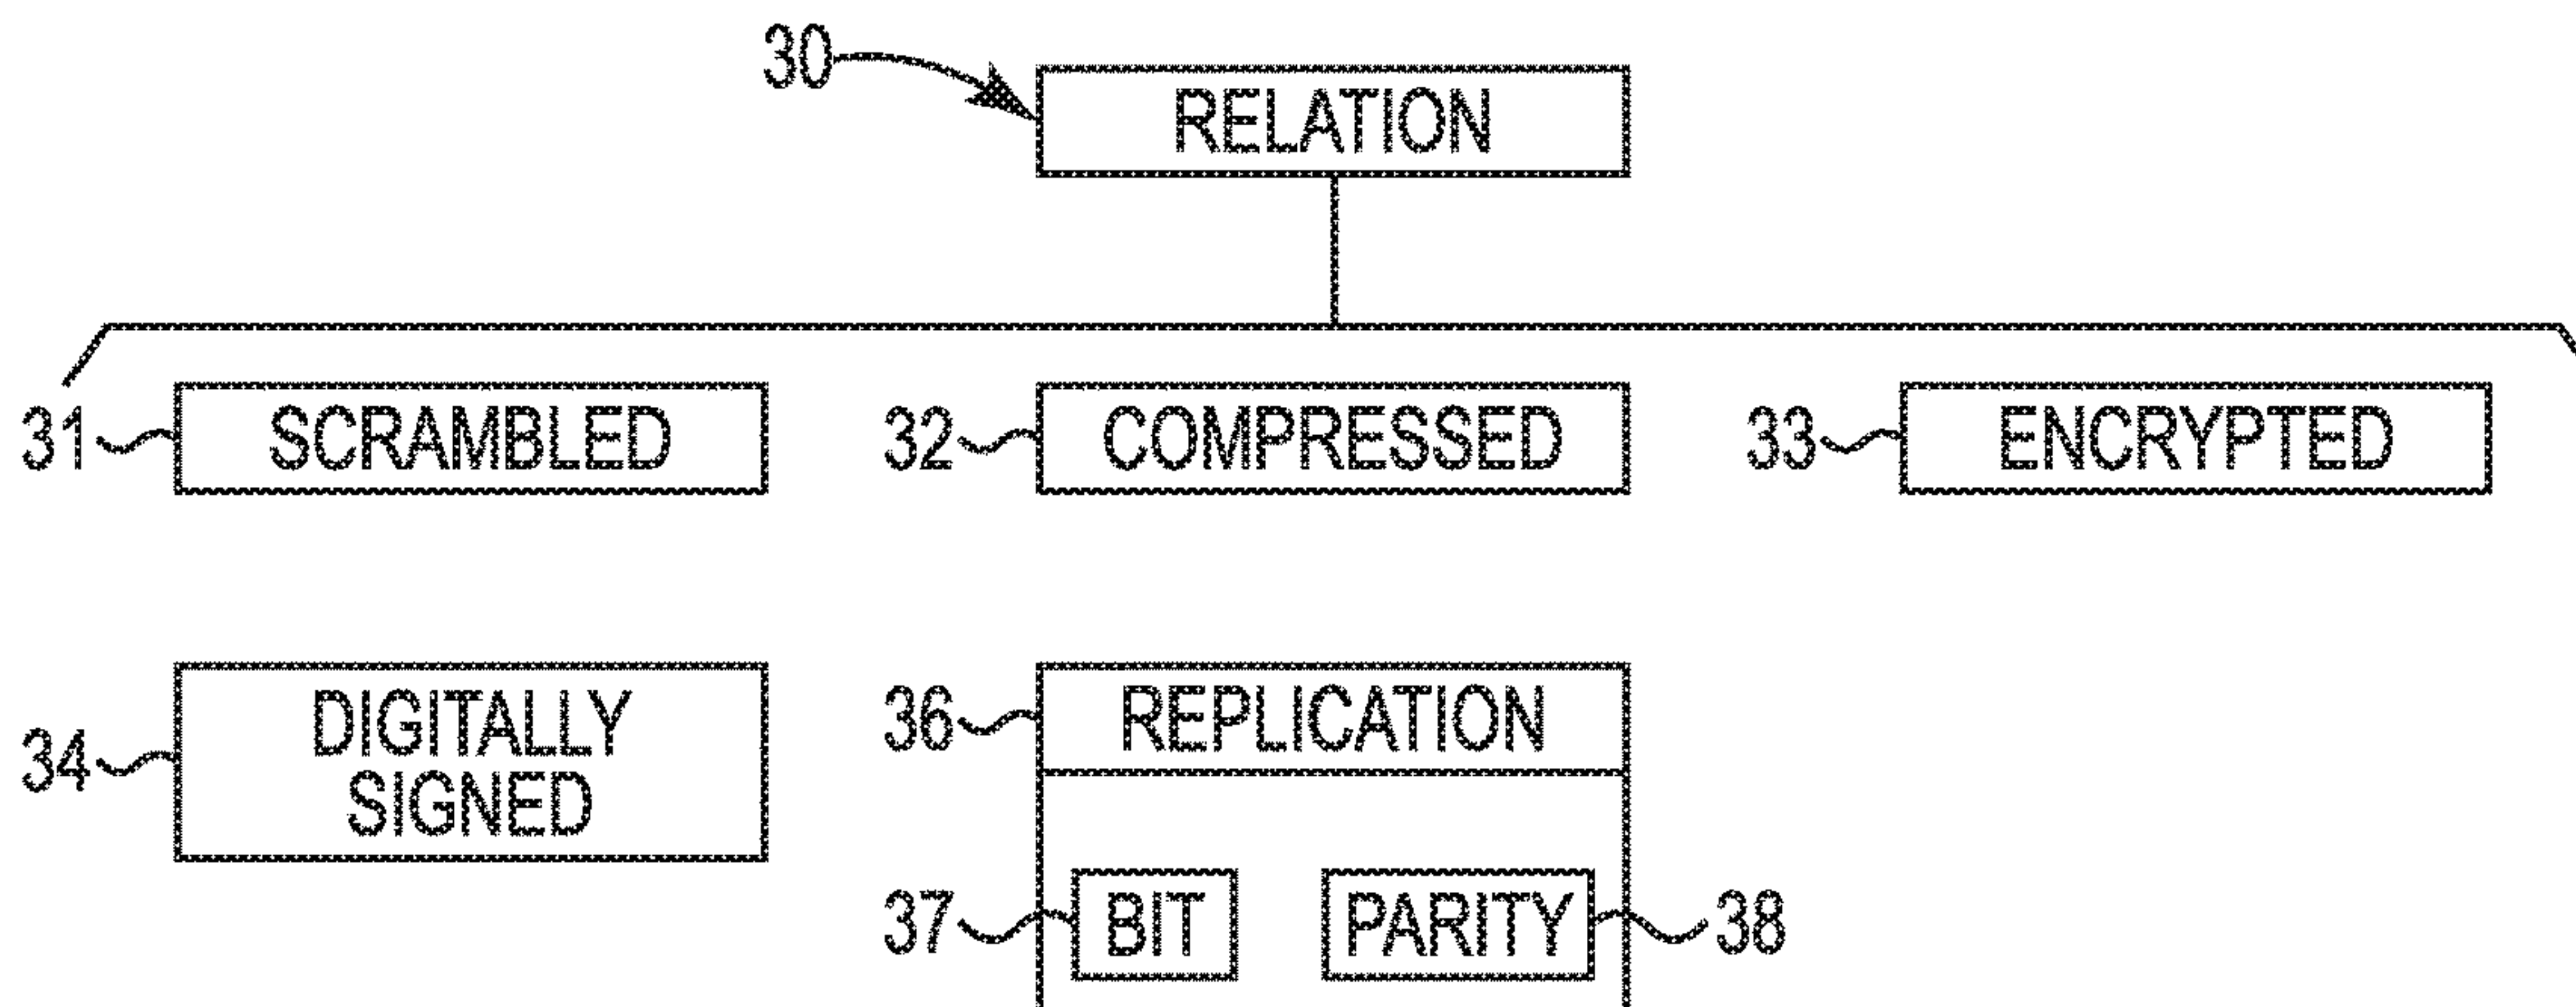 30
RELATION
31 SCRAMBLED
32 COMPRESSED
33 ENCRYPTED
34 DIGITALLY
SIGNED
36 REPLICATION
37 BIT
PARITY 38